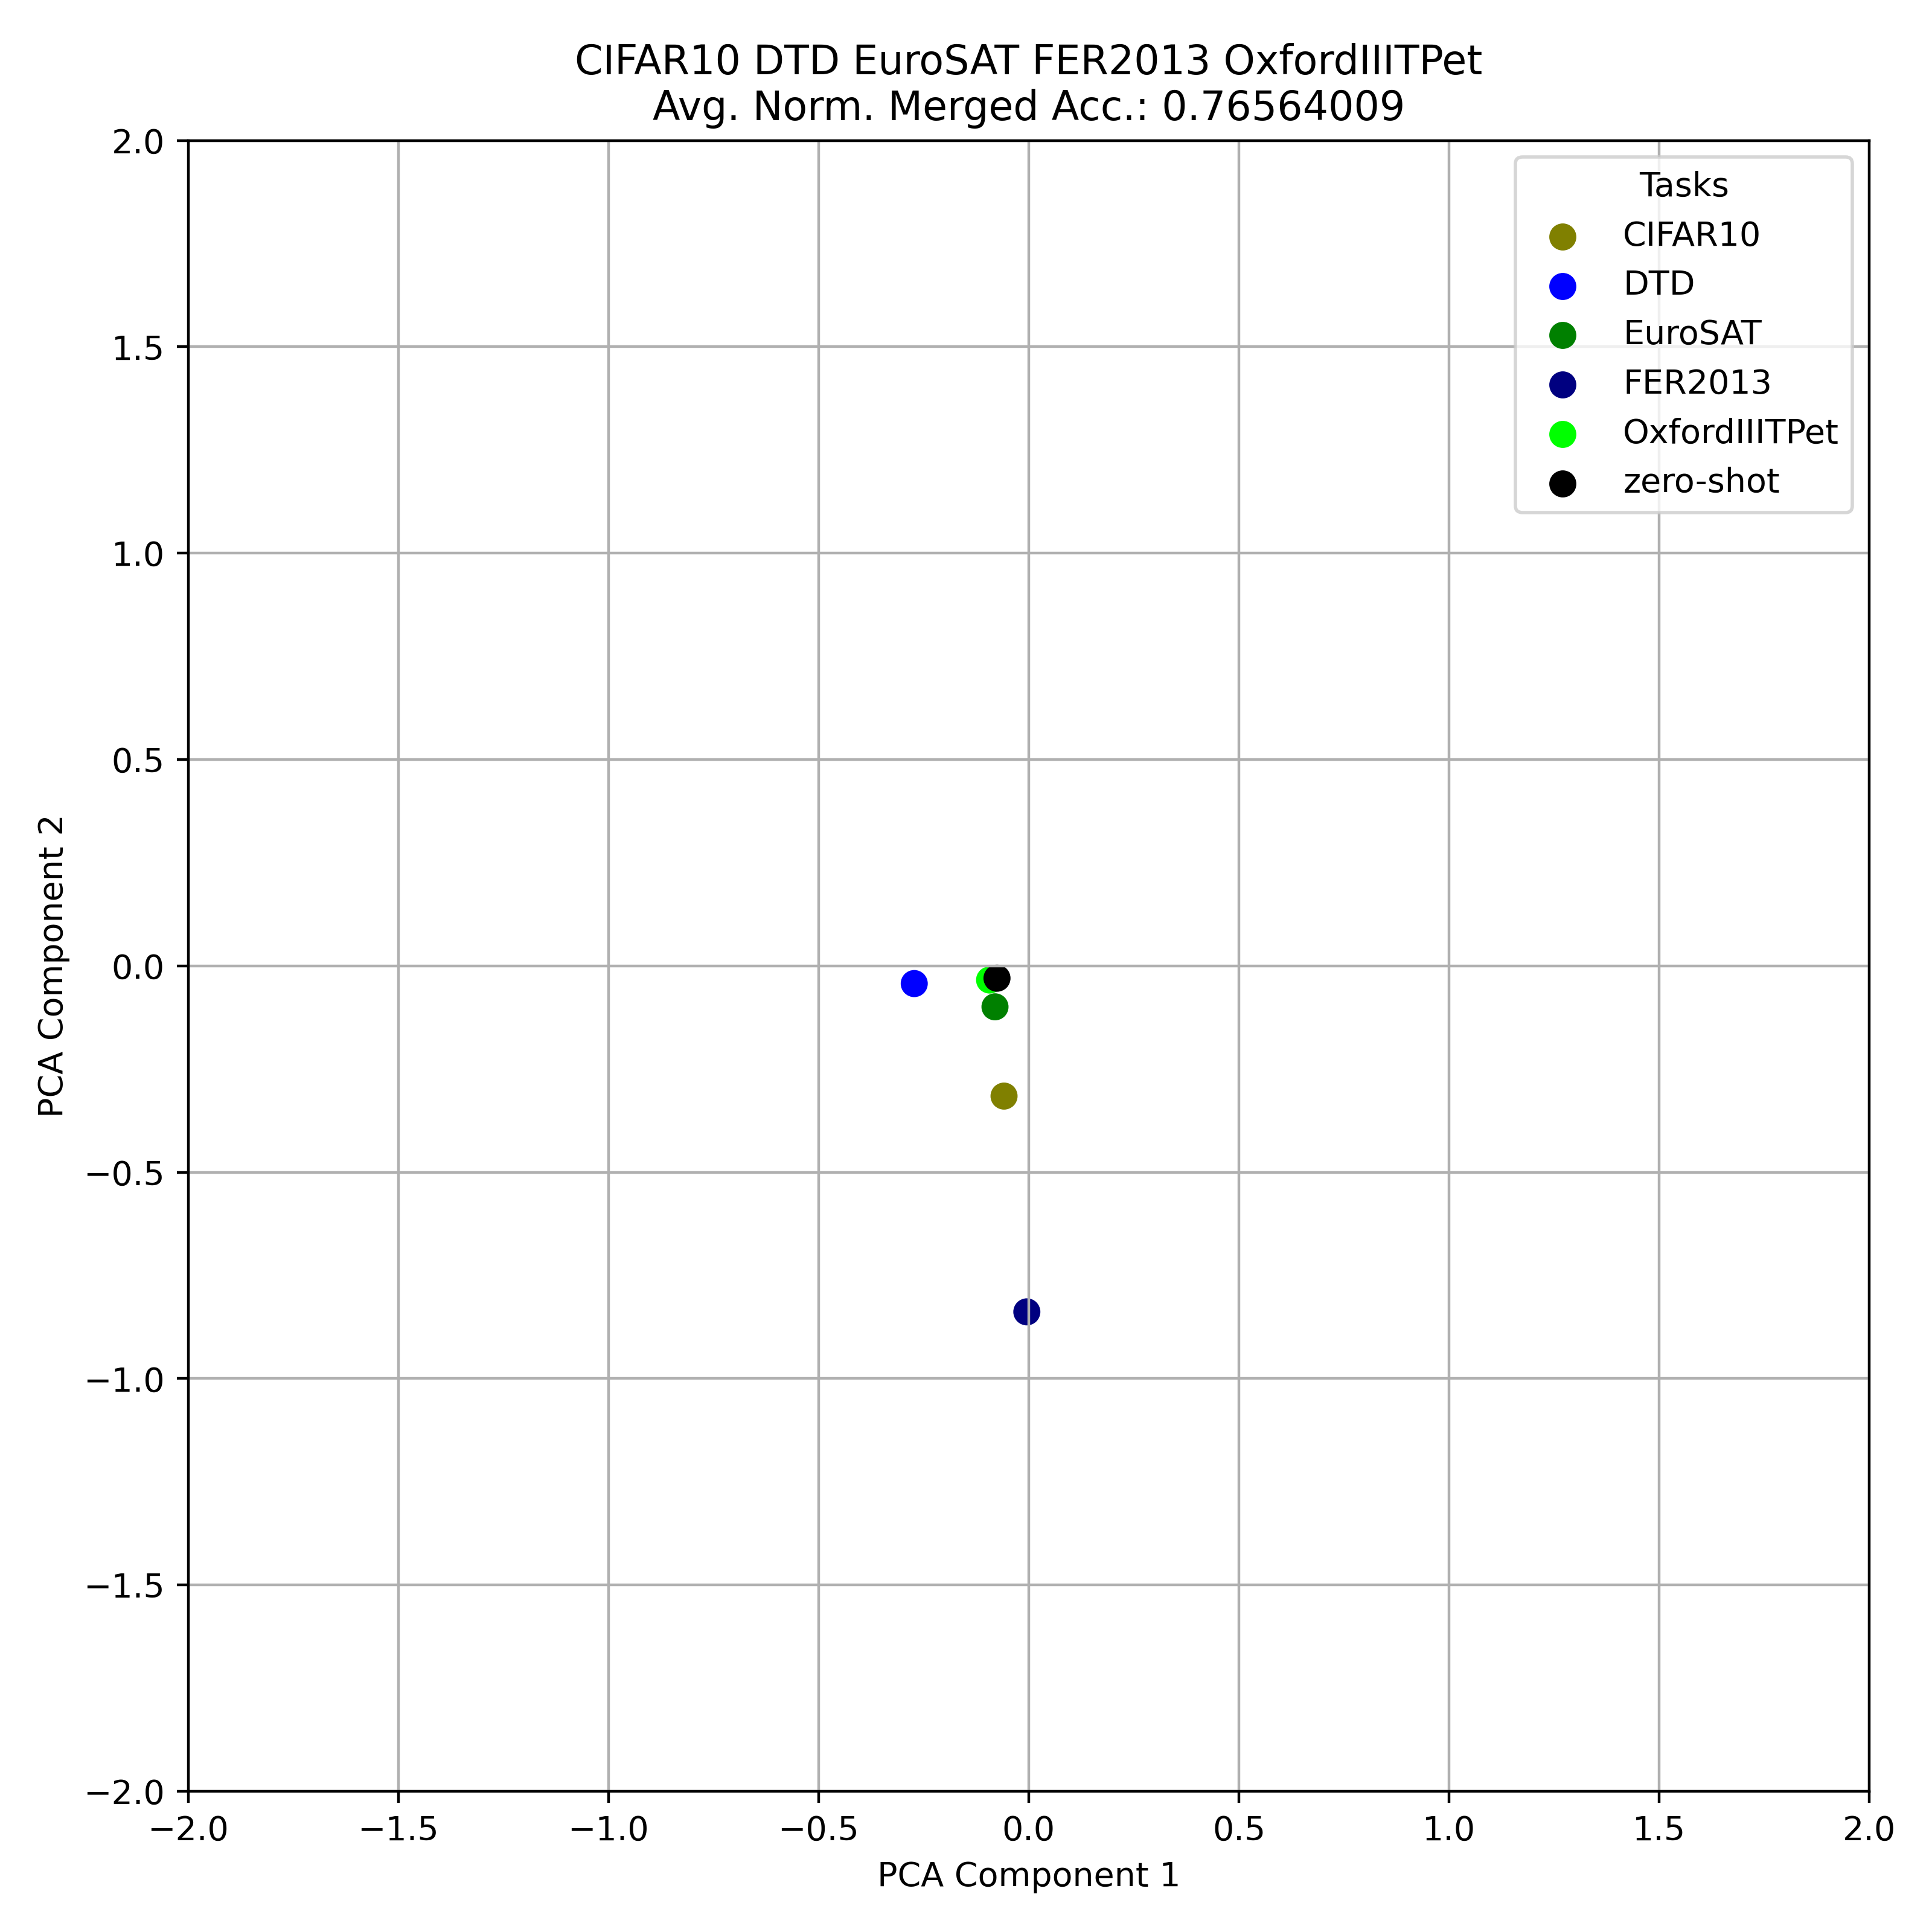 CIFAR10 DTD EuroSAT FER2013 OxfordIIITPet
Avg. Norm. Merged Acc.: 0.76564009
Tasks
CIFAR10
DTD
EuroSAT
FER2013
OxfordIIITPet
zero-shot
PCA Component 2
2.0
1.5
1.0
0.5
0.0
−0.5
−1.0
−1.5
−2.0
−2.0 −1.5 −1.0 −0.5 0.0 0.5 1.0 1.5 2.0
PCA Component 1